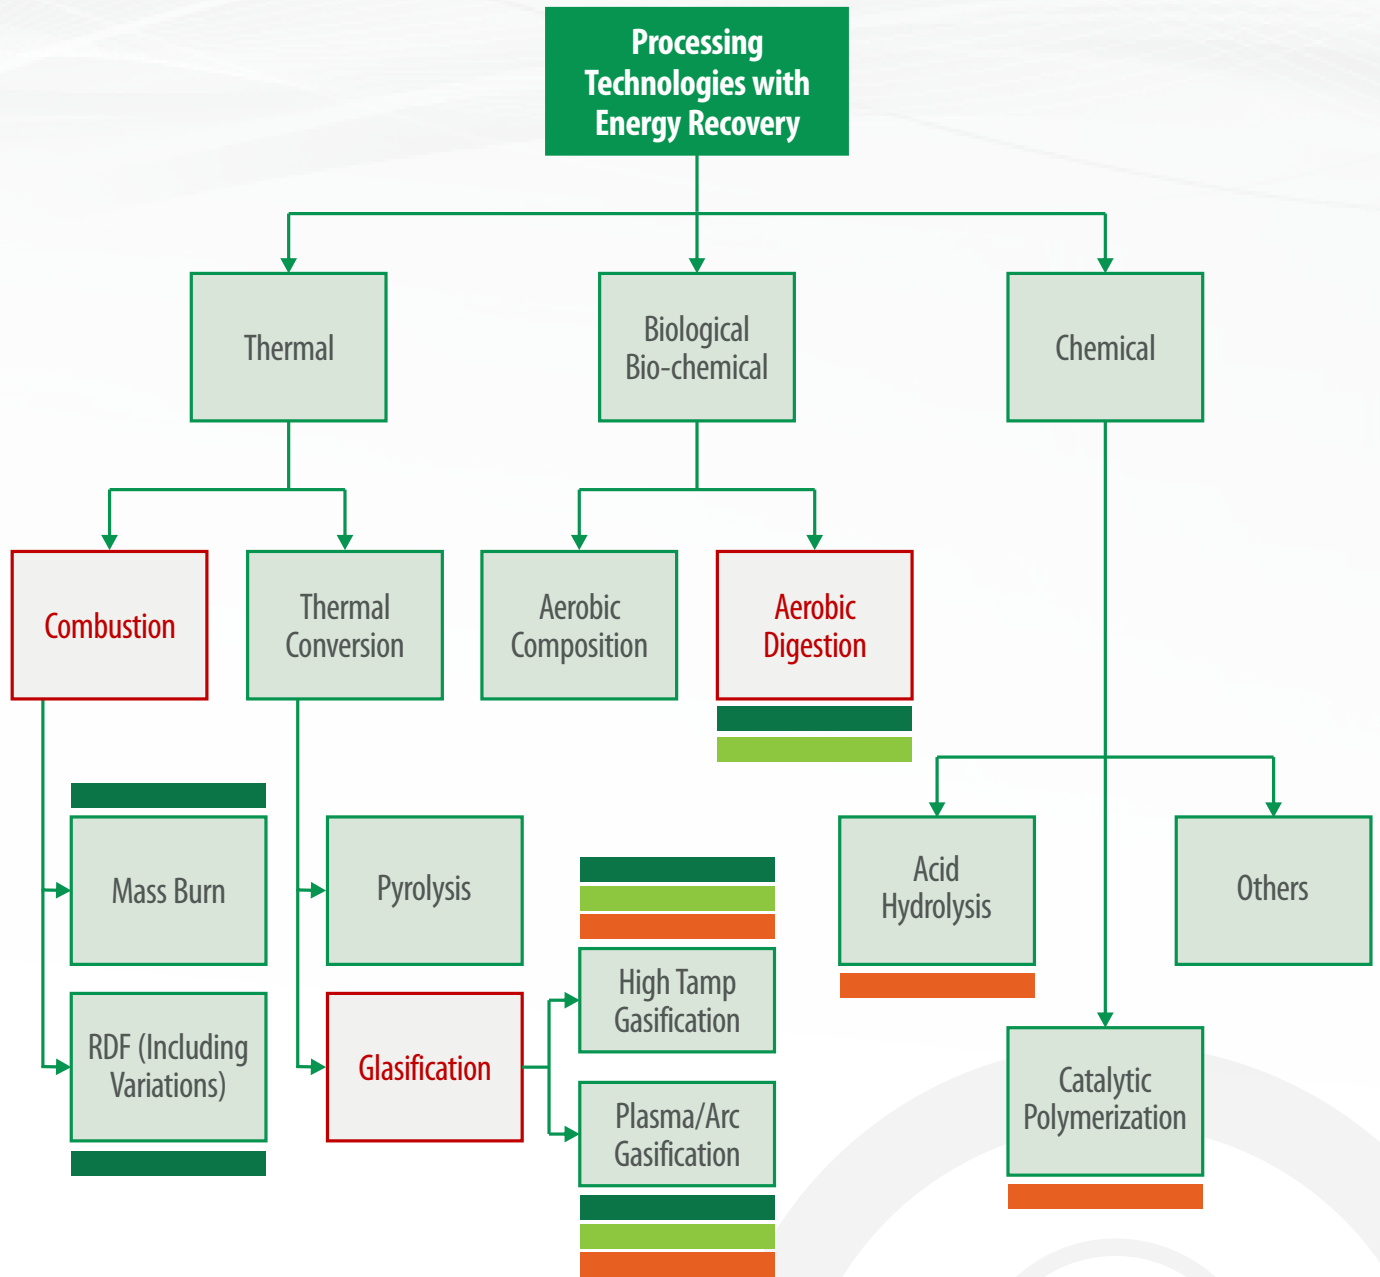 Processing
Technologies with
Energy Recovery
Thermal
Biological
Bio-chemical
Chemical
Combustion
Thermal
Conversion
Aerobic
Composition
Aerobic
Digestion
Mass Burn
Pyrolysis
Acid
Hydrolysis
Others
High Tamp
Gasification
RDF (Including
Variations)
Glasification
Plasma/Arc
Gasification
Catalytic
Polymerization